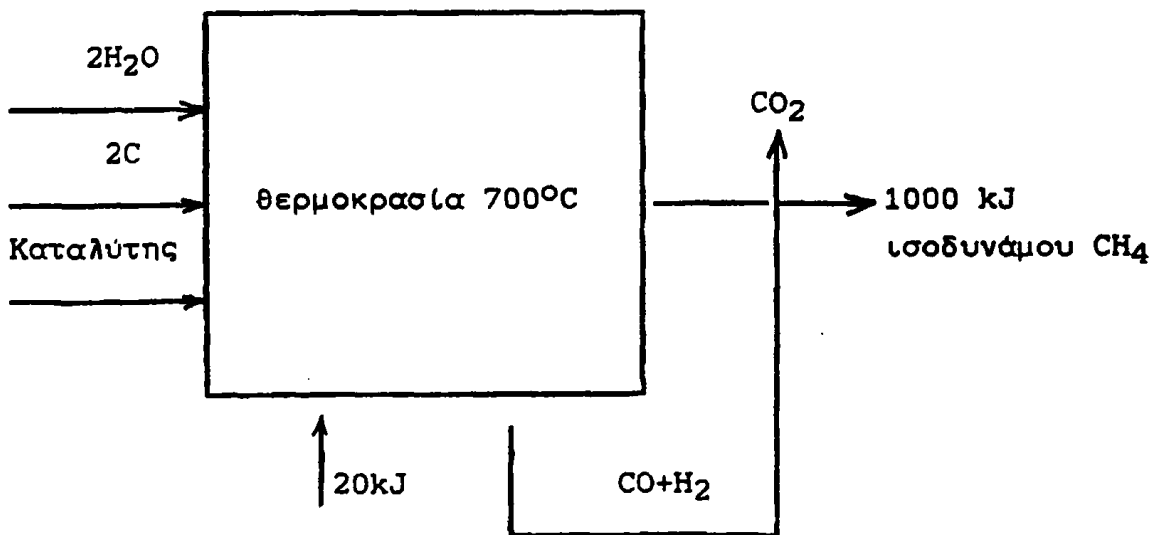 2H₂O
2C
Καταλύτης
θερμοκρασία 700°C
CO₂
1000 kJ
ισοδυνάμου CH₄
20kJ
CO+H₂